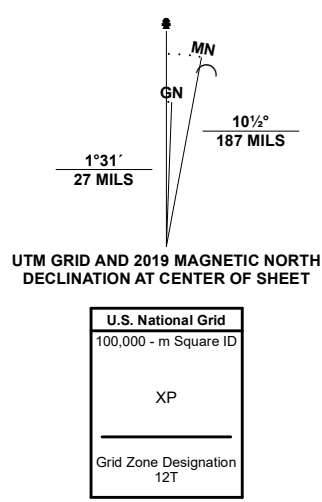 MN
GN
10½°
187 MILS
1°31´
27 MILS
UTM GRID AND 2019 MAGNETIC NORTH
DECLINATION AT CENTER OF SHEET
U.S. National Grid
100,000 - m Square ID
XP
Grid Zone Designation
12T